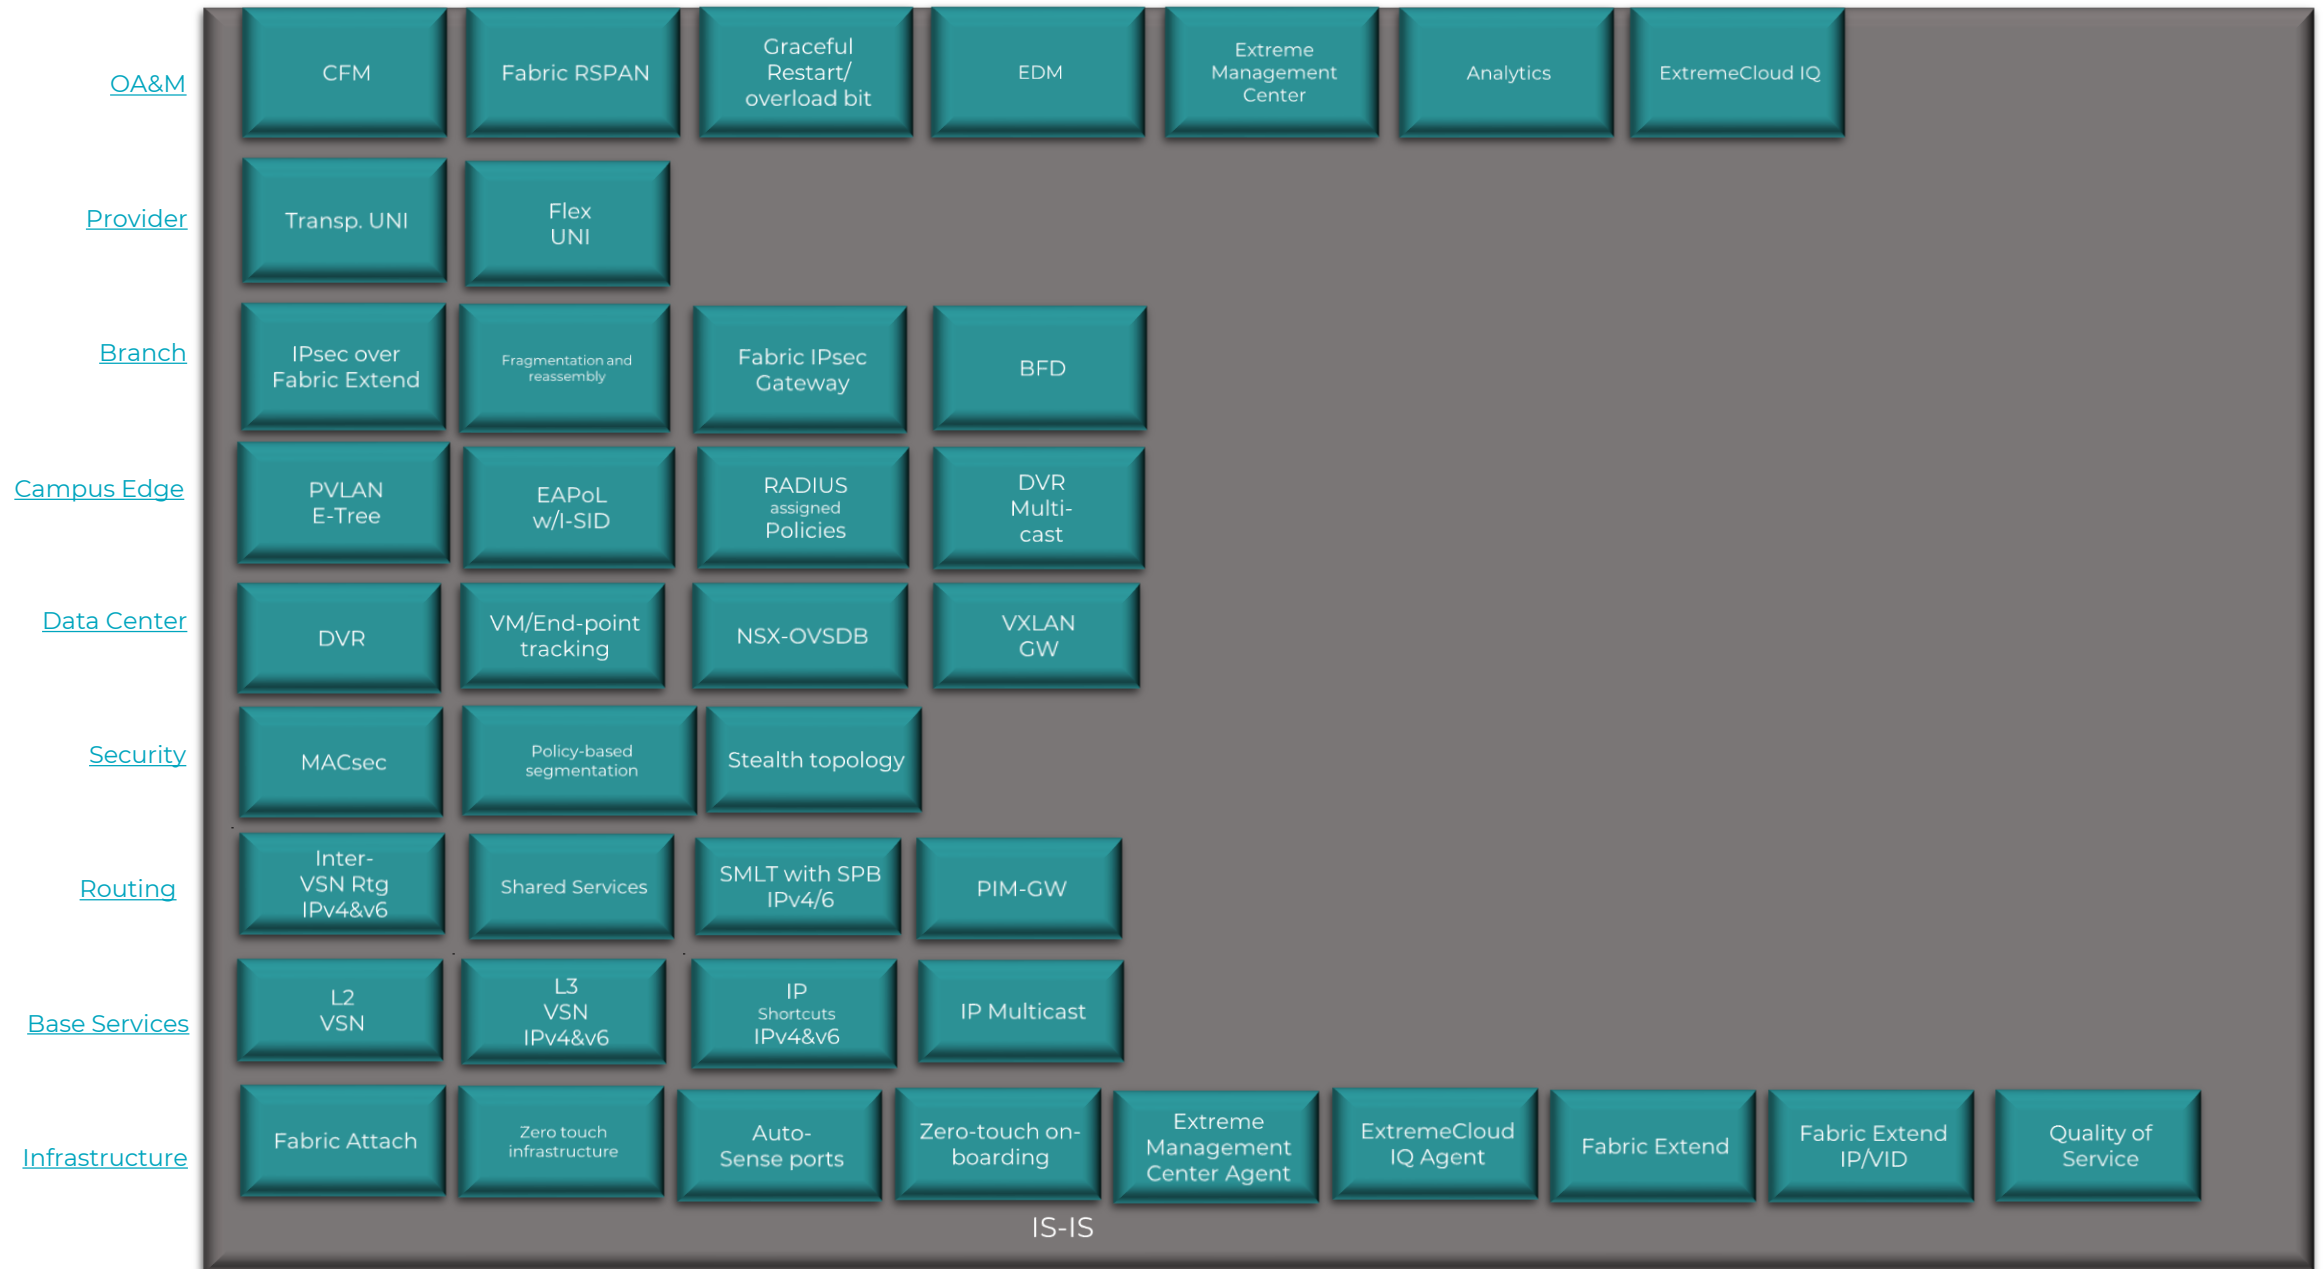 OA&M
CFM
Fabric RSPAN
Graceful
Restart/
overload bit
EDM
Extreme
Management
Center
Analytics
ExtremeCloud IQ
Provider
Transp. UNI
Flex
UNI
Branch
IPsec over
Fabric Extend
Fragmentation and
reassembly
Fabric IPsec
Gateway
BFD
Campus Edge
PVLAN
E-Tree
EAPoL
w/I-SID
RADIUS
assigned
Policies
DVR
Multi-
cast
Data Center
DVR
VM/End-point
tracking
NSX-OVSDB
VXLAN
GW
Security
MACsec
Policy-based
segmentation
Stealth topology
Routing
Inter-
VSN Rtg
IPv4&v6
Shared Services
SMLT with SPB
IPv4/6
PIM-GW
Base Services
L2
VSN
L3
VSN
IPv4&v6
IP
Shortcuts
IPv4&v6
IP Multicast
Infrastructure
Fabric Attach
Zero touch
infrastructure
Auto-
Sense ports
Zero-touch on-
boarding
Extreme
Management
Center Agent
ExtremeCloud
IQ Agent
Fabric Extend
Fabric Extend
IP/VID
Quality of
Service
IS-IS